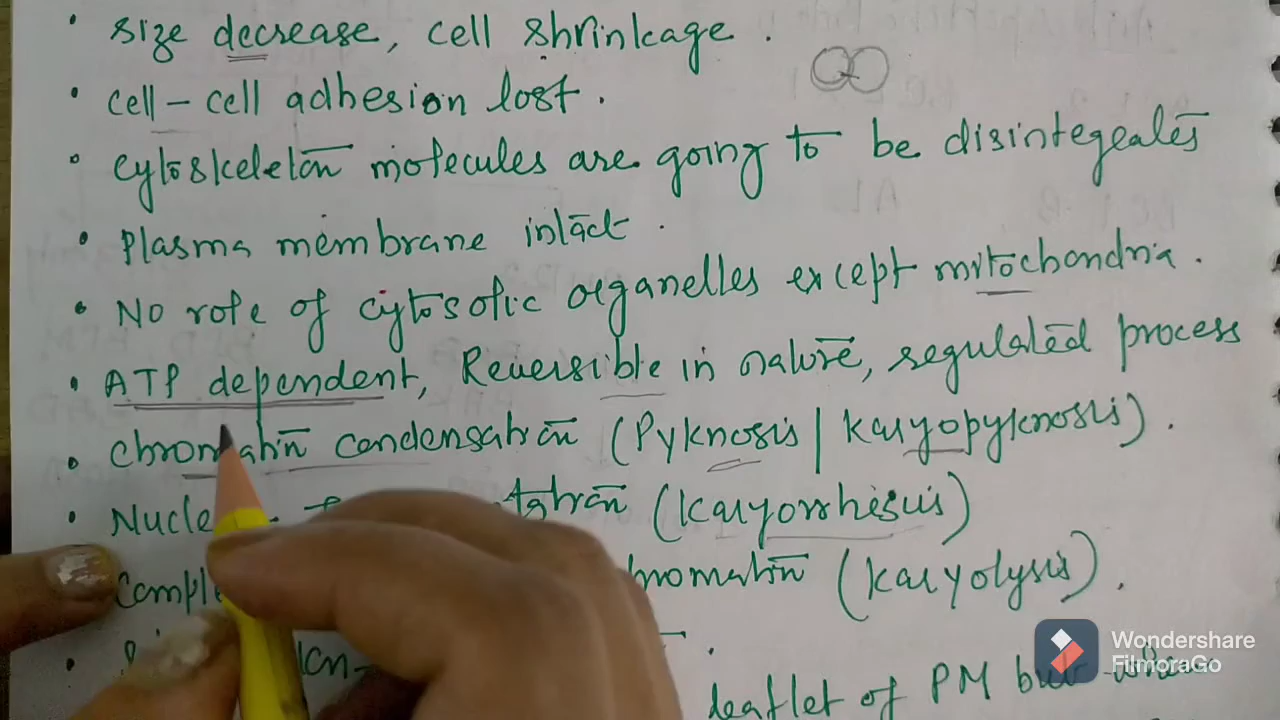 • size decrease, cell shrinkage.
• cell-cell adhesion lost.
• cytoskeleton molecules are going to be disintegrates
• Plasma membrane intact.
• No role of cytosolic organelles except mitochondria.
• ATP dependent, Reversible in nature, regulated process
• chromatin condensation (Pyknosis | karyopyknosis).
• Nucle (karyorrhesis)
Comple chromatin (karyolysis).
leaflet of PM
Wondershare
FilmoraGo